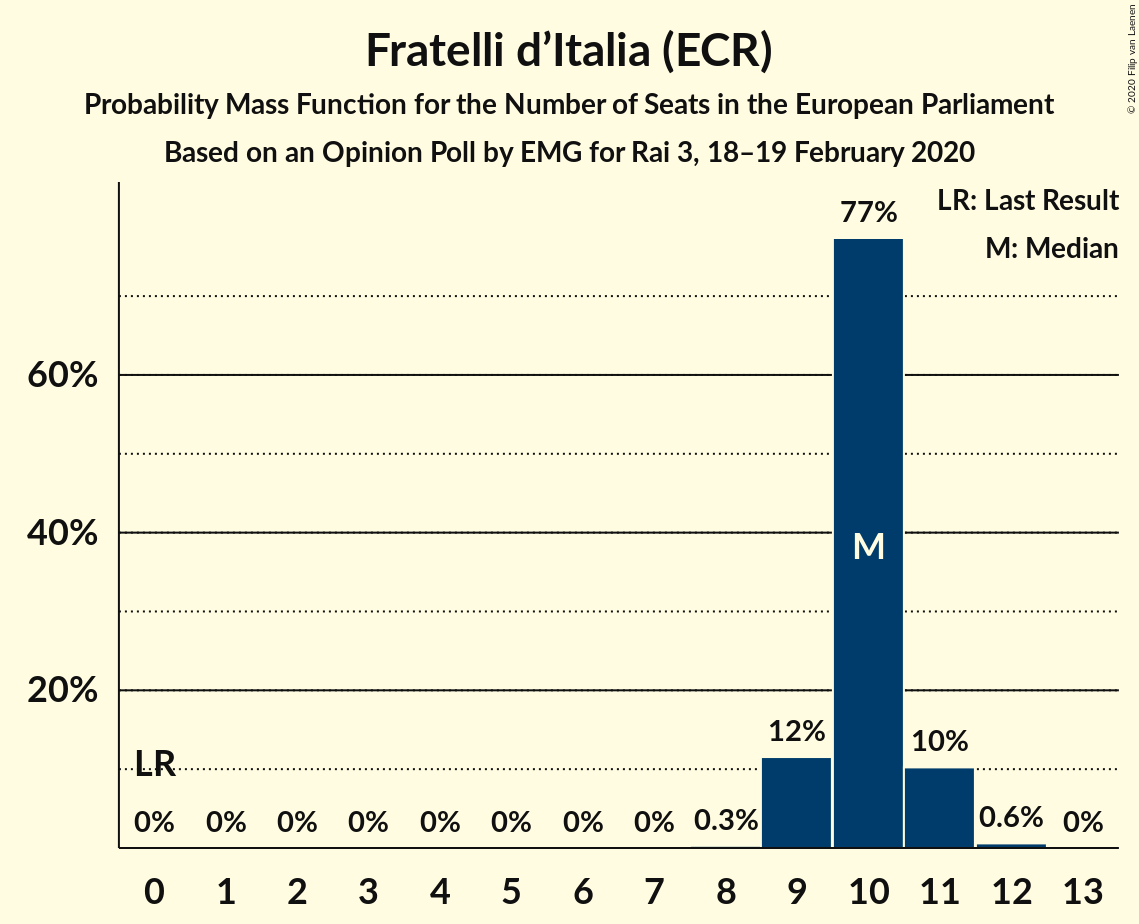 Fratelli d’Italia (ECR)
Probability Mass Function for the Number of Seats in the European Parliament
Based on an Opinion Poll by EMG for Rai 3, 18–19 February 2020
© 2020 Filip van Laenen
LR: Last Result
M: Median
77%
60%
40%
M
20%
12%
10%
LR
0% 0% 0% 0% 0% 0% 0% 0% 0.3% 0.6% 0%
0 1 2 3 4 5 6 7 8 9 10 11 12 13